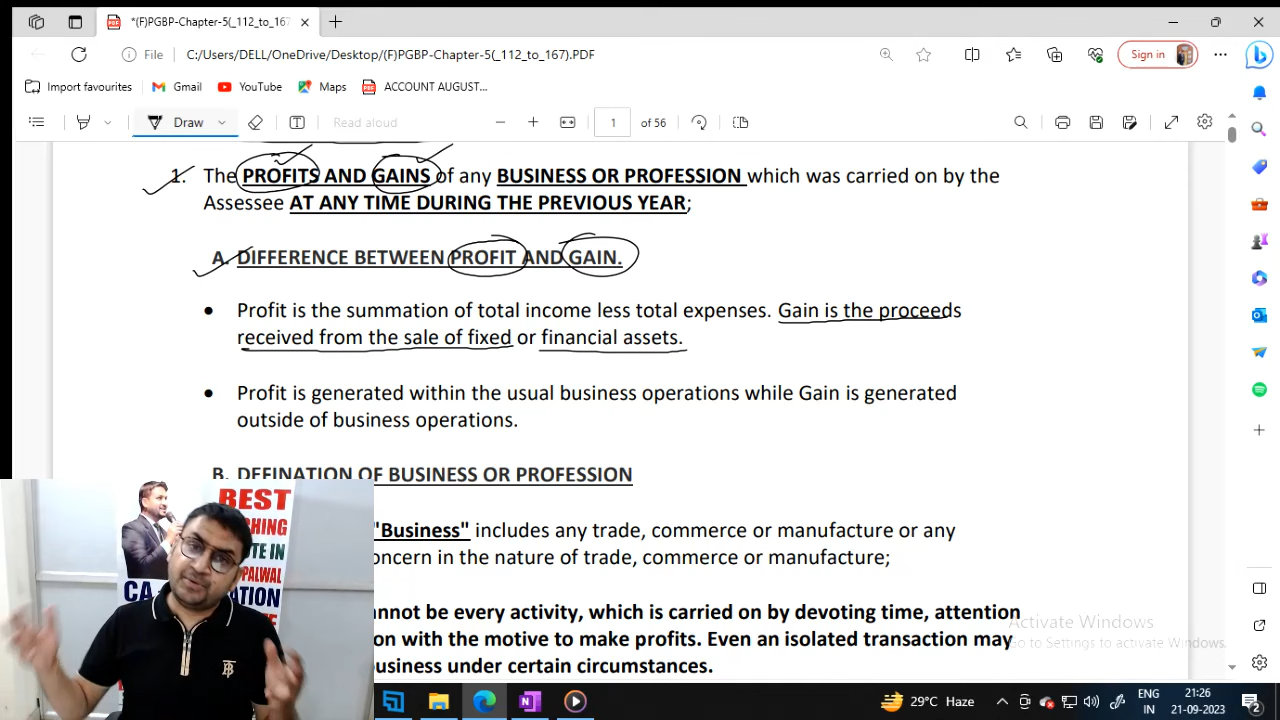 *(F)PGBP-Chapter-5(_112_to_167).
File C:/Users/DELL/OneDrive/Desktop/(F)PGBP-Chapter-5(_112_to_167).PDF
Sign in
Import favourites Gmail YouTube Maps ACCOUNT AUGUST...
Draw Read aloud 1 of 56
1. The PROFITS AND GAINS of any BUSINESS OR PROFESSION which was carried on by the
Assessee AT ANY TIME DURING THE PREVIOUS YEAR;
A. DIFFERENCE BETWEEN PROFIT AND GAIN.
• Profit is the summation of total income less total expenses. Gain is the proceeds
received from the sale of fixed or financial assets.
• Profit is generated within the usual business operations while Gain is generated
outside of business operations.
B. DEFINATION OF BUSINESS OR PROFESSION
"Business" includes any trade, commerce or manufacture or any
concern in the nature of trade, commerce or manufacture;
annot be every activity, which is carried on by devoting time, attention
on with the motive to make profits. Even an isolated transaction may
usiness under certain circumstances.
BEST
CHING
TE IN
PALWAL
CA
ATION
Activate Windows
Go to Settings to activate Windows.
29°C Haze
ENG
IN
21:26
21-09-2023
2